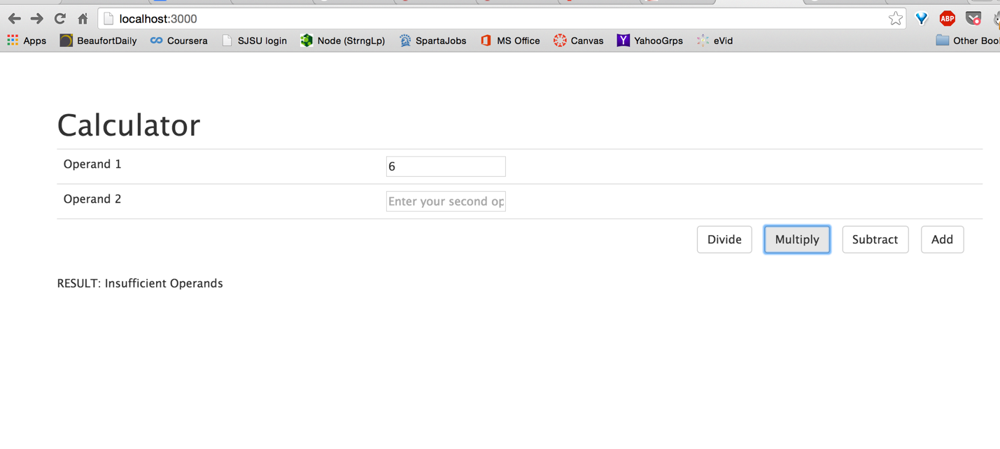 localhost:3000
ABP
Apps BeaufortDaily Coursera SJSU login Node (StrngLp) SpartaJobs MS Office Canvas Y YahooGrps eVid Other Boo
Calculator
Operand 1 6
Operand 2 Enter your second op
Divide Multiply Subtract Add
RESULT: Insufficient Operands